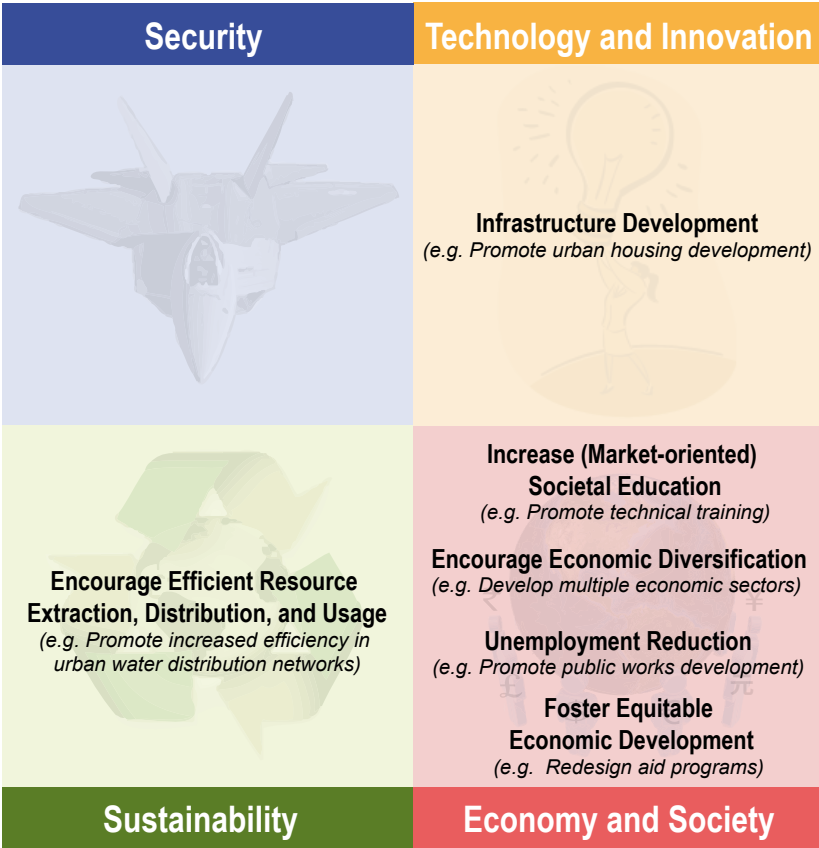 Security
Technology and Innovation
Infrastructure Development
(e.g. Promote urban housing development)
Encourage Efficient Resource
Extraction, Distribution, and Usage
(e.g. Promote increased efficiency in
urban water distribution networks)
Increase (Market-oriented)
Societal Education
(e.g. Promote technical training)
Encourage Economic Diversification
(e.g. Develop multiple economic sectors)
₹ ¥
Unemployment Reduction
(e.g. Promote public works development)
£ 元
Foster Equitable
Economic Development
(e.g. Redesign aid programs)
Sustainability
Economy and Society